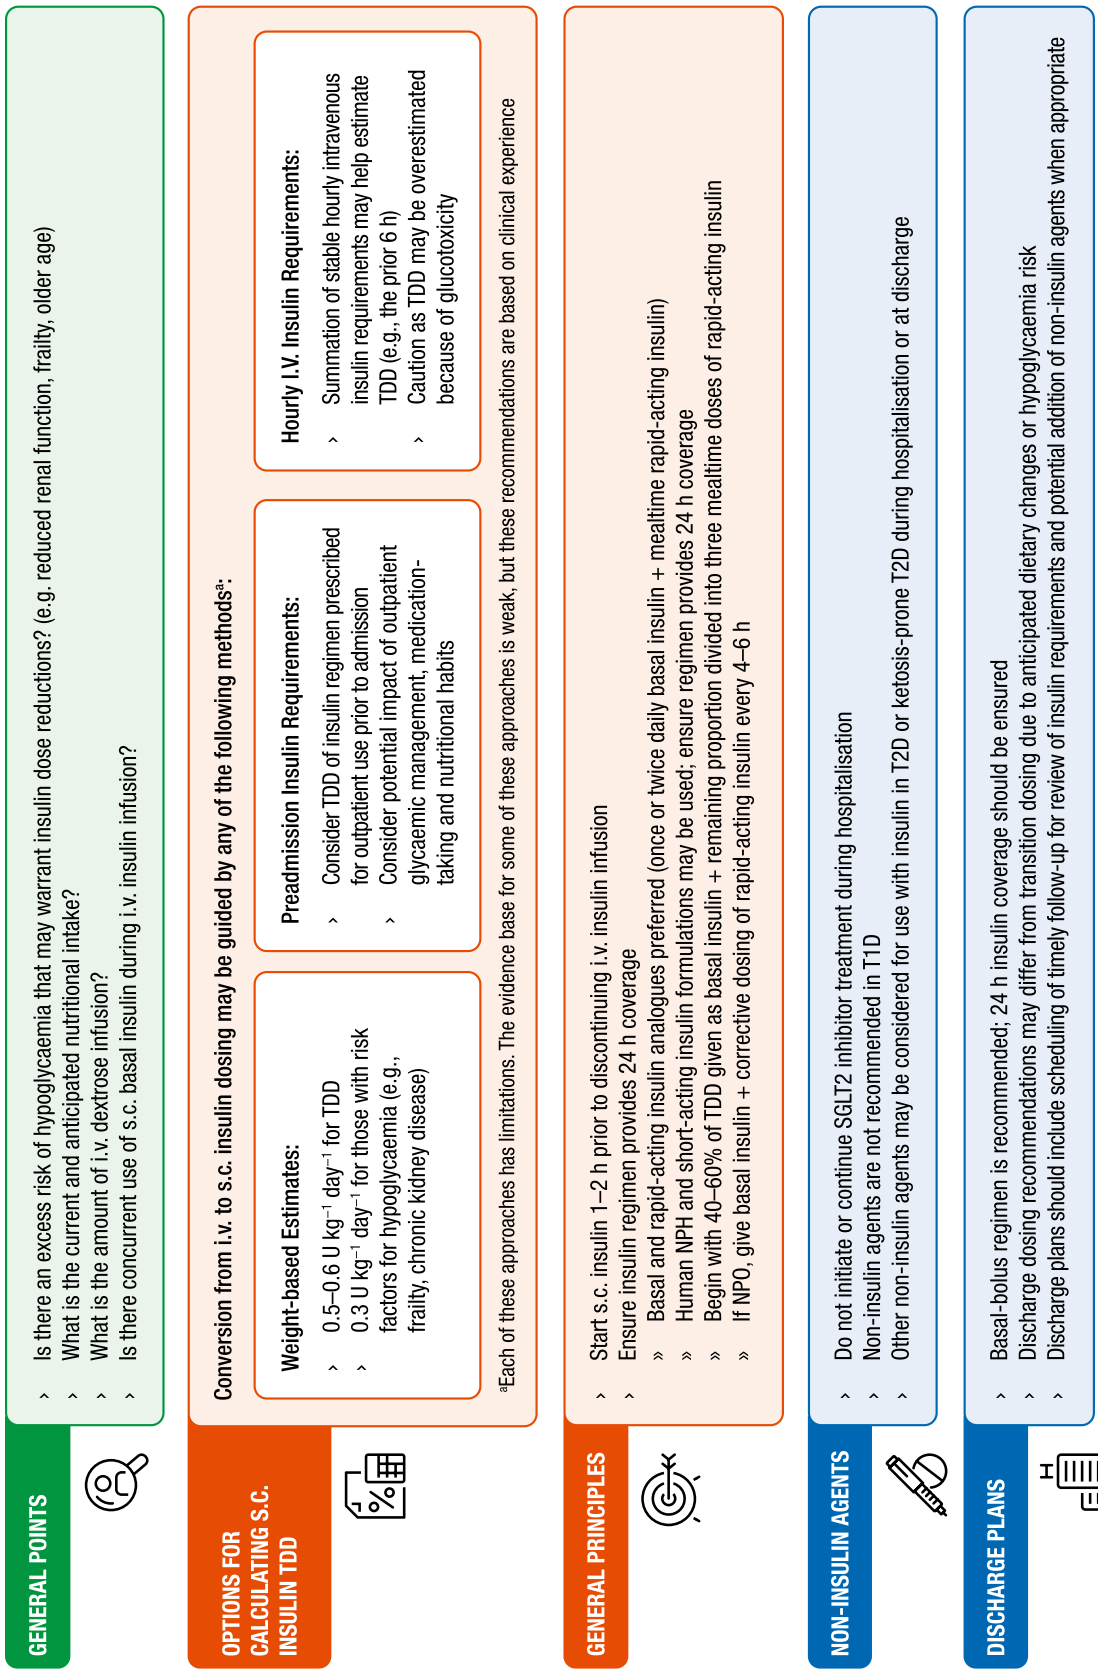 GENERAL POINTS
› Is there an excess risk of hypoglycaemia that may warrant insulin dose reductions? (e.g. reduced renal function, frailty, older age)
› What is the current and anticipated nutritional intake?
› What is the amount of i.v. dextrose infusion?
› Is there concurrent use of s.c. basal insulin during i.v. insulin infusion?
OPTIONS FOR
CALCULATING S.C.
INSULIN TDD
Conversion from i.v. to s.c. insulin dosing may be guided by any of the following methodsᵃ:
Weight-based Estimates:
› 0.5–0.6 U kg⁻¹ day⁻¹ for TDD
› 0.3 U kg⁻¹ day⁻¹ for those with risk
factors for hypoglycaemia (e.g.,
frailty, chronic kidney disease)
Preadmission Insulin Requirements:
› Consider TDD of insulin regimen prescribed
for outpatient use prior to admission
› Consider potential impact of outpatient
glycaemic management, medication-
taking and nutritional habits
Hourly I.V. Insulin Requirements:
› Summation of stable hourly intravenous
insulin requirements may help estimate
TDD (e.g., the prior 6 h)
› Caution as TDD may be overestimated
because of glucotoxicity
ᵃEach of these approaches has limitations. The evidence base for some of these approaches is weak, but these recommendations are based on clinical experience
GENERAL PRINCIPLES
› Start s.c. insulin 1–2 h prior to discontinuing i.v. insulin infusion
› Ensure insulin regimen provides 24 h coverage
» Basal and rapid-acting insulin analogues preferred (once or twice daily basal insulin + mealtime rapid-acting insulin)
» Human NPH and short-acting insulin formulations may be used; ensure regimen provides 24 h coverage
» Begin with 40–60% of TDD given as basal insulin + remaining proportion divided into three mealtime doses of rapid-acting insulin
» If NPO, give basal insulin + corrective dosing of rapid-acting insulin every 4–6 h
NON-INSULIN AGENTS
› Do not initiate or continue SGLT2 inhibitor treatment during hospitalisation
› Non-insulin agents are not recommended in T1D
› Other non-insulin agents may be considered for use with insulin in T2D or ketosis-prone T2D during hospitalisation or at discharge
DISCHARGE PLANS
› Basal-bolus regimen is recommended; 24 h insulin coverage should be ensured
› Discharge dosing recommendations may differ from transition dosing due to anticipated dietary changes or hypoglycaemia risk
› Discharge plans should include scheduling of timely follow-up for review of insulin requirements and potential addition of non-insulin agents when appropriate